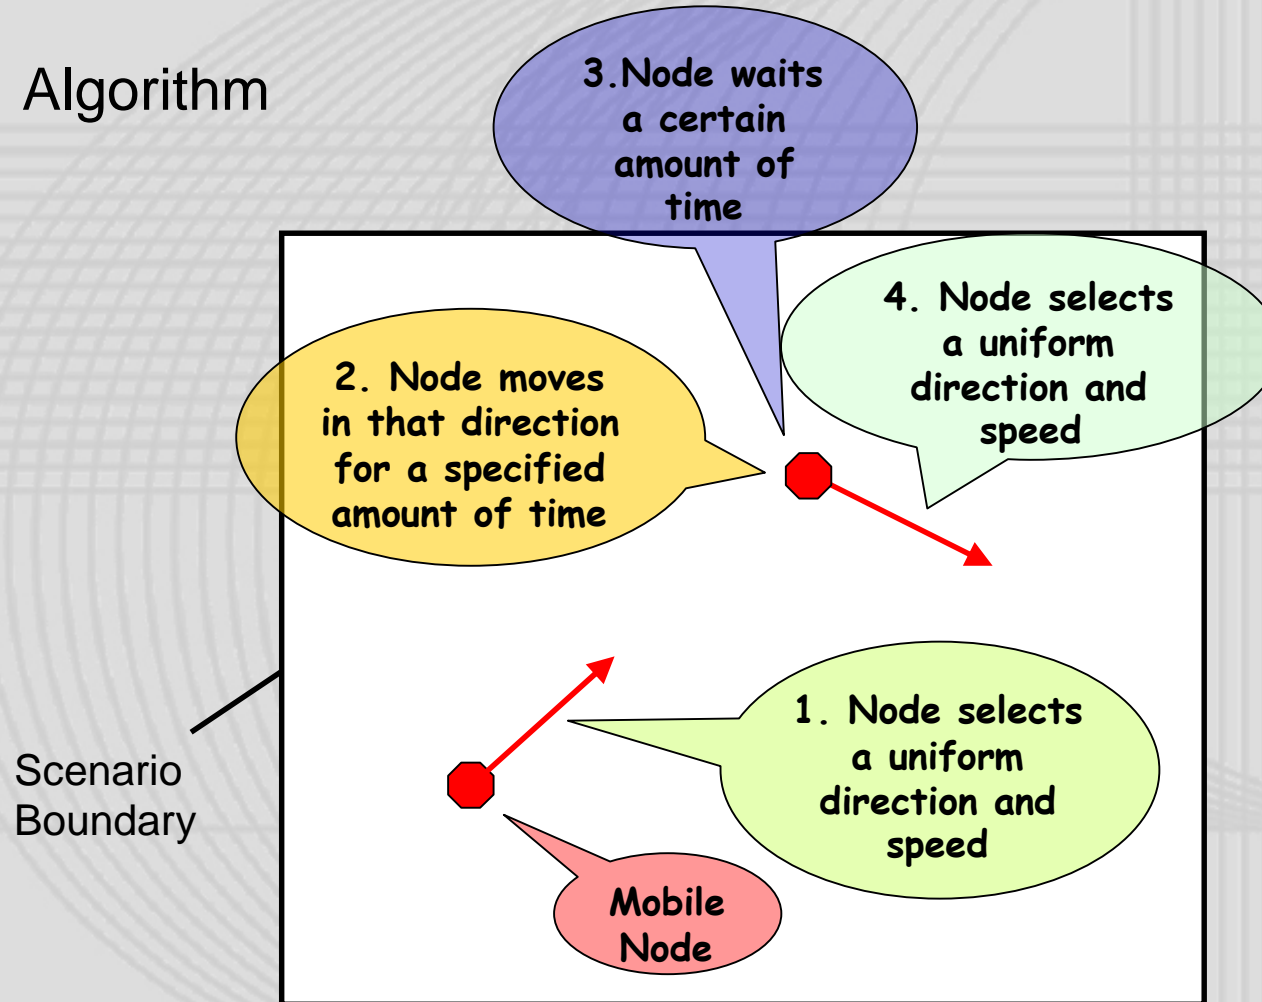 Algorithm
3.Node waits
a certain
amount of
time
4. Node selects
a uniform
direction and
speed
2. Node moves
in that direction
for a specified
amount of time
1. Node selects
a uniform
direction and
speed
Scenario
Boundary
Mobile
Node